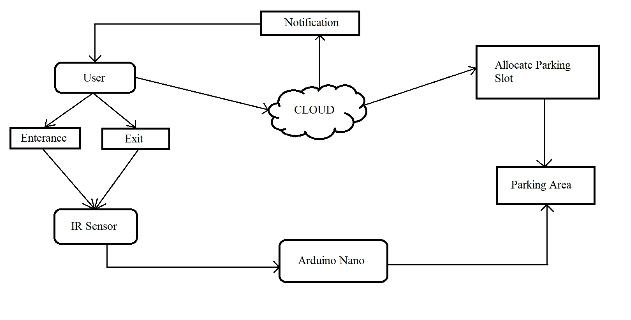 Notification
User
CLOUD
Allocate Parking
Slot
Enterance
Exit
Parking Area
IR Sensor
Arduino Nano